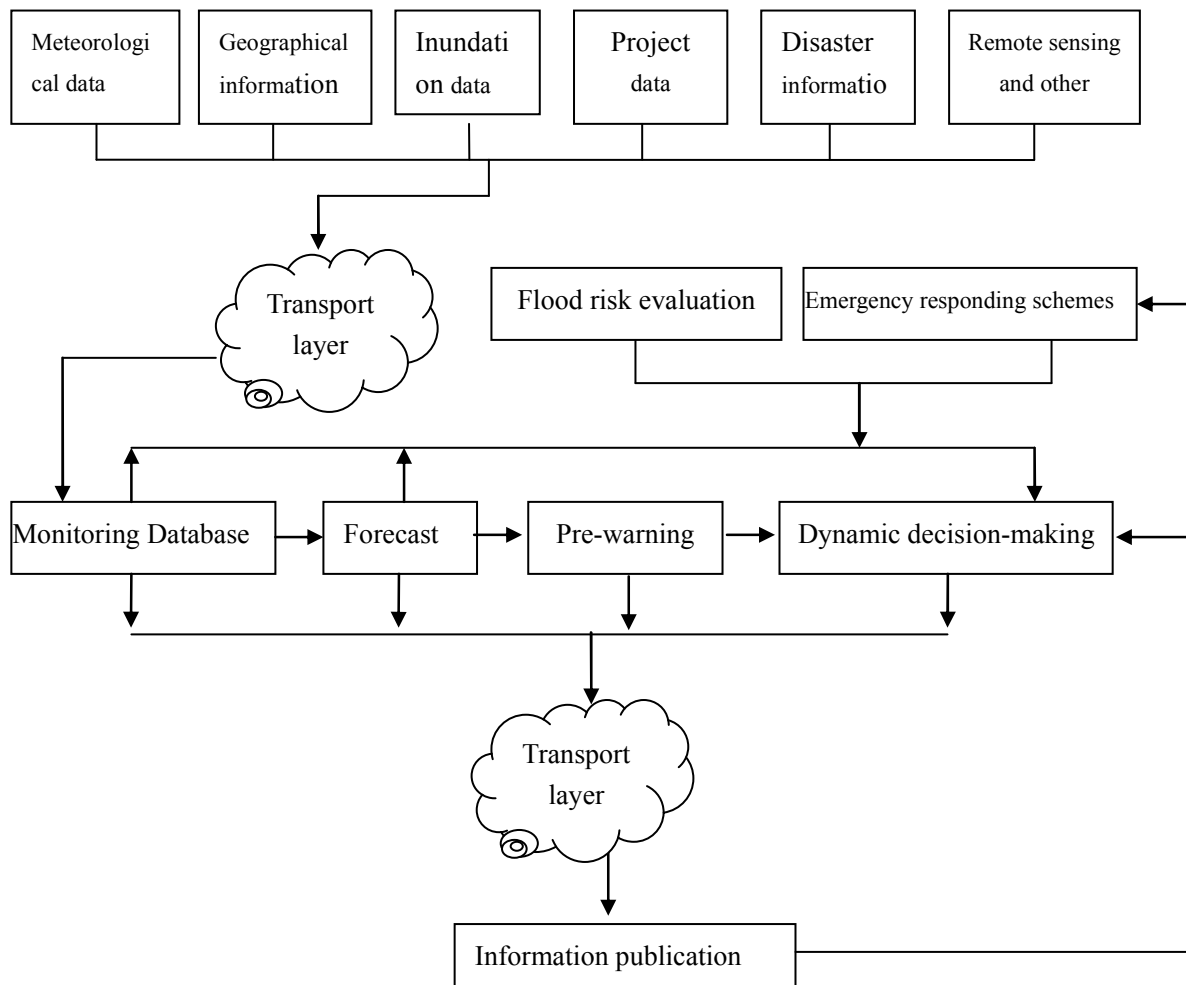 Meteorologi
cal data
Geographical
information
Inundati
on data
Project
data
Disaster
informatio
Remote sensing
and other
Transport
layer
Flood risk evaluation
Emergency responding schemes
Monitoring Database
Forecast
Pre-warning
Dynamic decision-making
Transport
layer
Information publication